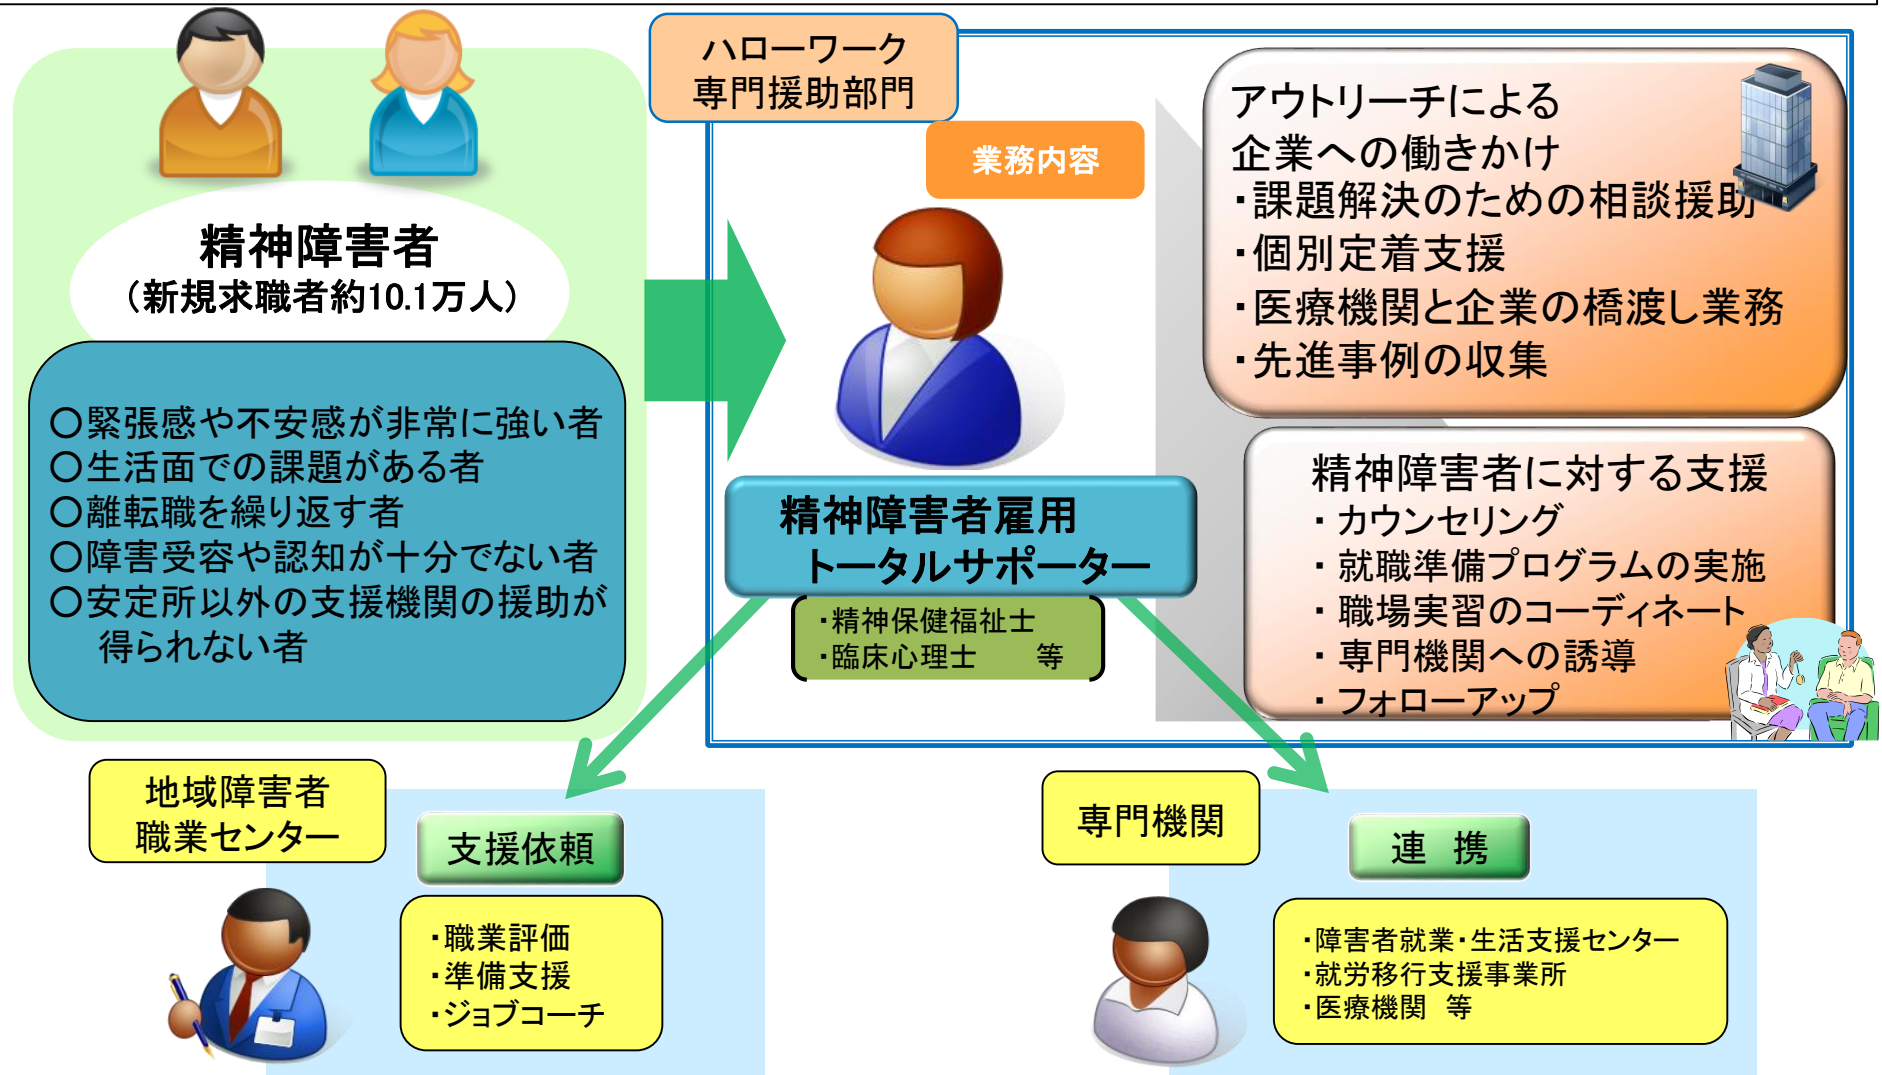 精神障害者
（新規求職者約10.1万人）
○緊張感や不安感が非常に強い者
○生活面での課題がある者
○離転職を繰り返す者
○障害受容や認知が十分でない者
○安定所以外の支援機関の援助が
得られない者
ハローワーク
専門援助部門
業務内容
精神障害者雇用
トータルサポーター
・精神保健福祉士
・臨床心理士　　等
アウトリーチによる
企業への働きかけ
・課題解決のための相談援助
・個別定着支援
・医療機関と企業の橋渡し業務
・先進事例の収集
精神障害者に対する支援
・カウンセリング
・就職準備プログラムの実施
・職場実習のコーディネート
・専門機関への誘導
・フォローアップ
地域障害者
職業センター
支援依頼
・職業評価
・準備支援
・ジョブコーチ
専門機関
連　携
・障害者就業・生活支援センター
・就労移行支援事業所
・医療機関　等